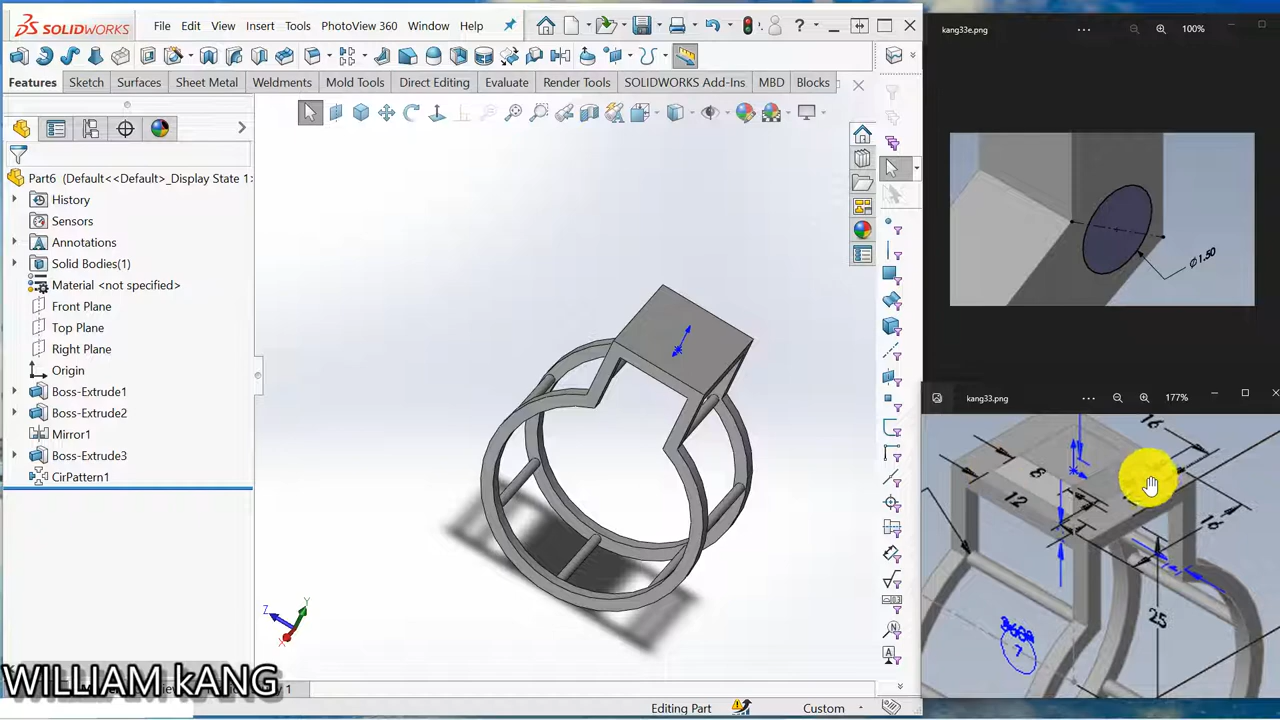 SOLIDWORKS
File Edit View Insert Tools PhotoView 360 Window Help
Features Sketch Surfaces Sheet Metal Weldments Mold Tools Direct Editing Evaluate Render Tools SOLIDWORKS Add-Ins MBD Blocks
Part6 (Default<<Default>_Display State 1:
History
Sensors
Annotations
Solid Bodies(1)
Material <not specified>
Front Plane
Top Plane
Right Plane
Origin
Boss-Extrude1
Boss-Extrude2
Mirror1
Boss-Extrude3
CirPattern1
Y
Z
X
WILLIAM kANG
1
Editing Part
Custom
kang33e.png
100%
Ø1.50
kang33.png
177%
16
8
12
16
25
7